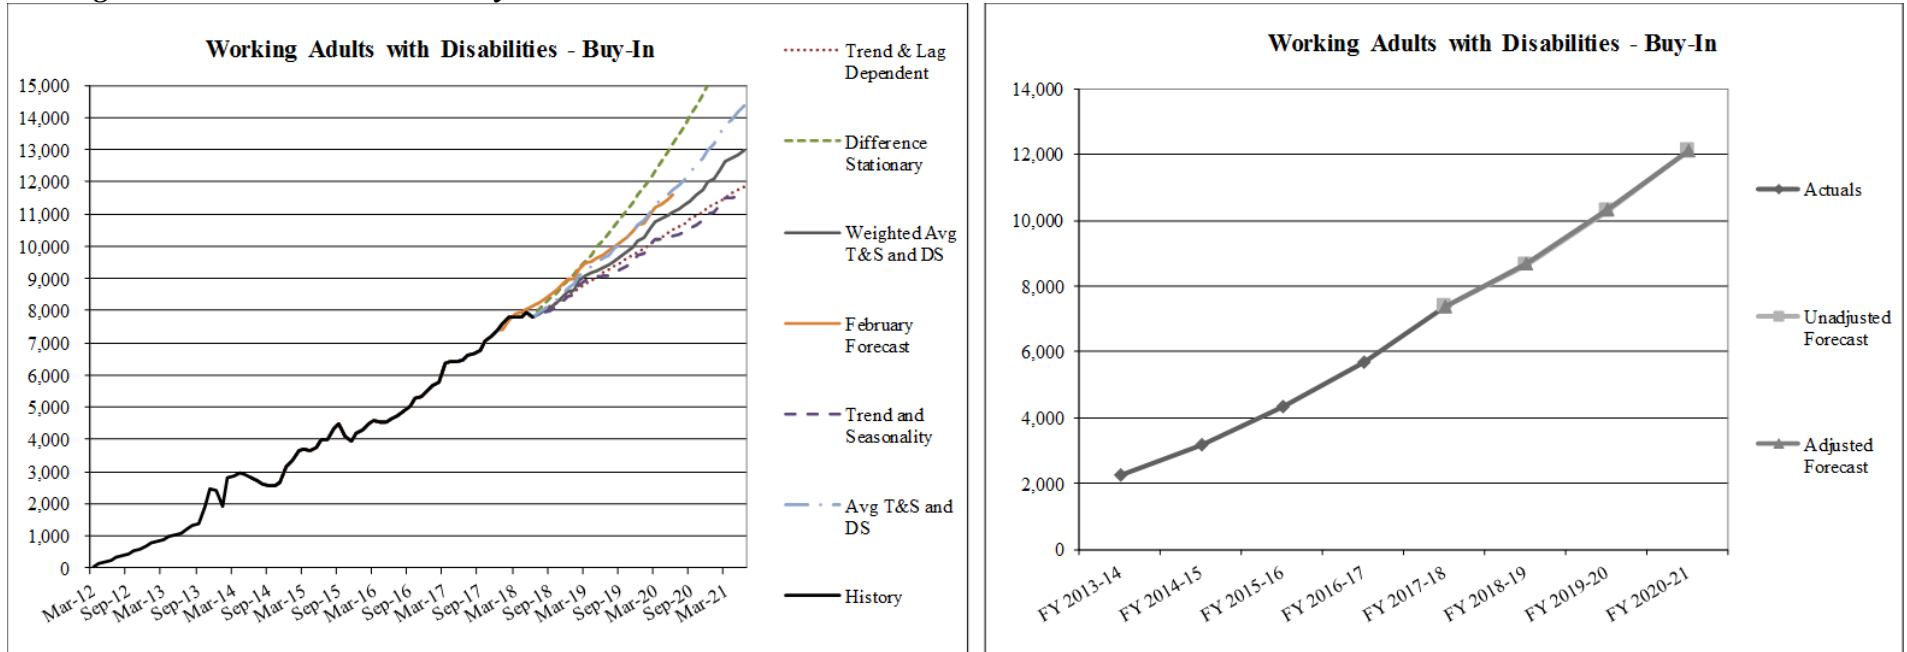 Working Adults with Disabilities - Buy-In
15,000
14,000
13,000
12,000
11,000
10,000
9,000
8,000
7,000
6,000
5,000
4,000
3,000
2,000
1,000
0
Mar-12
Sep-12
Mar-13
Sep-13
Mar-14
Sep-14
Mar-15
Sep-15
Mar-16
Sep-16
Mar-17
Sep-17
Mar-18
Sep-18
Mar-19
Sep-19
Mar-20
Sep-20
Mar-21
Trend & Lag
Dependent
Difference
Stationary
Weighted Avg
T&S and DS
February
Forecast
Trend and
Seasonality
Avg T&S and
DS
History
Working Adults with Disabilities - Buy-In
14,000
12,000
10,000
8,000
6,000
4,000
2,000
0
FY 2013-14
FY 2014-15
FY 2015-16
FY 2016-17
FY 2017-18
FY 2018-19
FY 2019-20
FY 2020-21
Actuals
Unadjusted
Forecast
Adjusted
Forecast